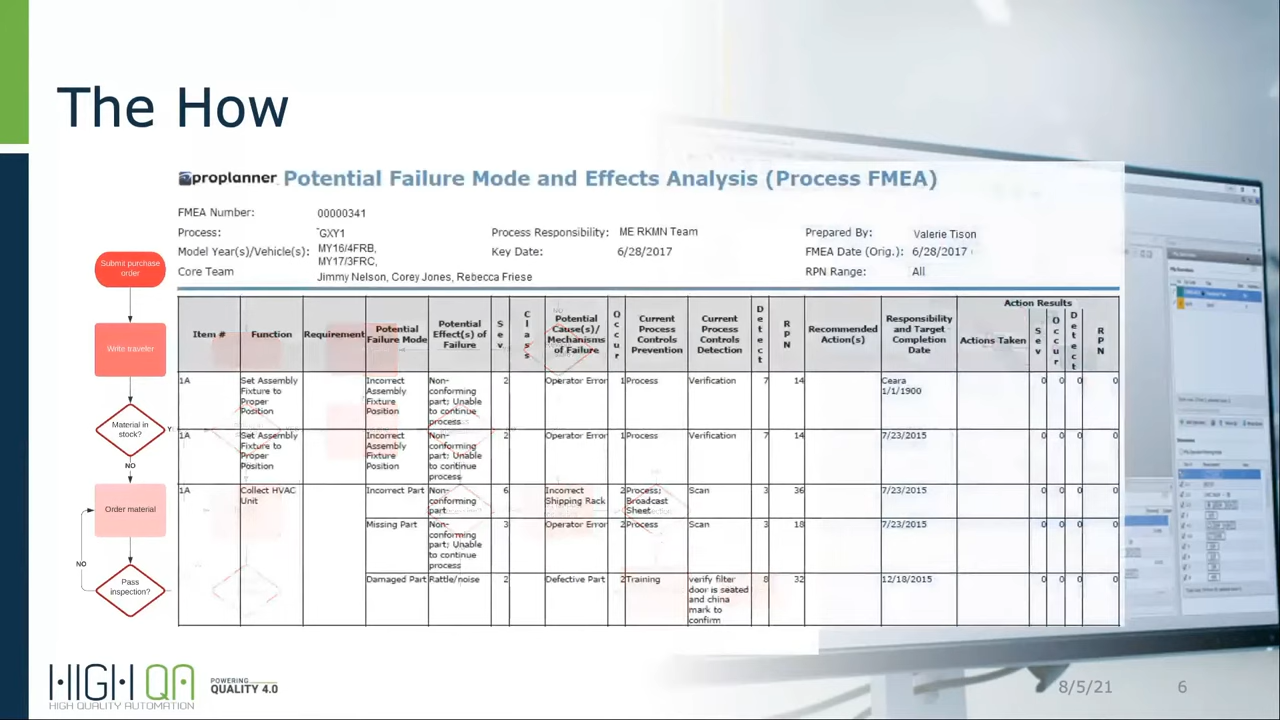 The How
proplanner Potential Failure Mode and Effects Analysis (Process FMEA)
FMEA Number: 00000341
Process: GXY1 Process Responsibility: ME RKMN Team Prepared By: Valerie Tison
Model Year(s)/Vehicle(s): MY16/4FRB, MY17/3FRC, Key Date: 6/28/2017 FMEA Date (Orig.): 6/28/2017
Core Team Jimmy Nelson, Corey Jones, Rebecca Friese RPN Range: All
Submit purchase order
Write traveler
Material in stock?
Y
NO
Order material
NO
Pass inspection?
Action Results
Item # Function Requirement Potential Failure Mode Potential Effect(s) of Failure Sev Class Potential Cause(s)/ Mechanisms of Failure Occur Current Process Controls Prevention Current Process Controls Detection Detect RPN Recommended Action(s) Responsibility and Target Completion Date Actions Taken Sev Occur Detect RPN
1A Set Assembly Fixture to Proper Position Incorrect Assembly Fixture Position Non-conforming part; Unable to continue process 2 Operator Error 1 Process Verification 7 14 Ceara 1/1/1900 0 0 0 0
1A Set Assembly Fixture to Proper Position Incorrect Assembly Fixture Position Non-conforming part; Unable to continue process 2 Operator Error 1 Process Verification 7 14 7/23/2015 0 0 0 0
1A Collect HVAC Unit Incorrect Part Non-conforming part 6 Incorrect Shipping Rack 2 Process; Broadcast Sheet Scan 3 36 7/23/2015 0 0 0 0
Missing Part Non-conforming part; Unable to continue process 3 Operator Error 2 Process Scan 3 18 7/23/2015 0 0 0 0
Damaged Part Rattle/noise 2 Defective Part 2 Training verify filter door is seated and china mark to confirm 8 32 12/18/2015 0 0 0 0
HIGH QA
HIGH QUALITY AUTOMATION
POWERING
QUALITY 4.0
8/5/21 6